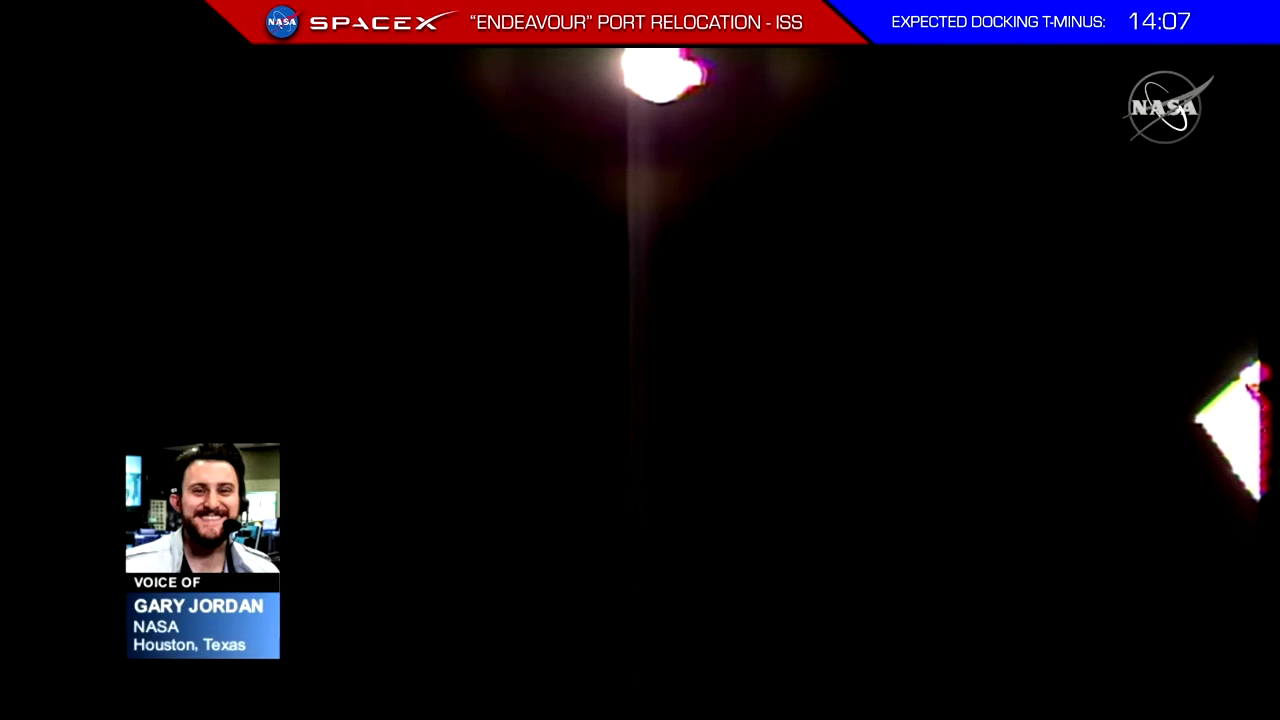 NASA SPACEX "ENDEAVOUR" PORT RELOCATION - ISS
EXPECTED DOCKING T-MINUS: 14:07
NASA
VOICE OF
GARY JORDAN
NASA
Houston, Texas